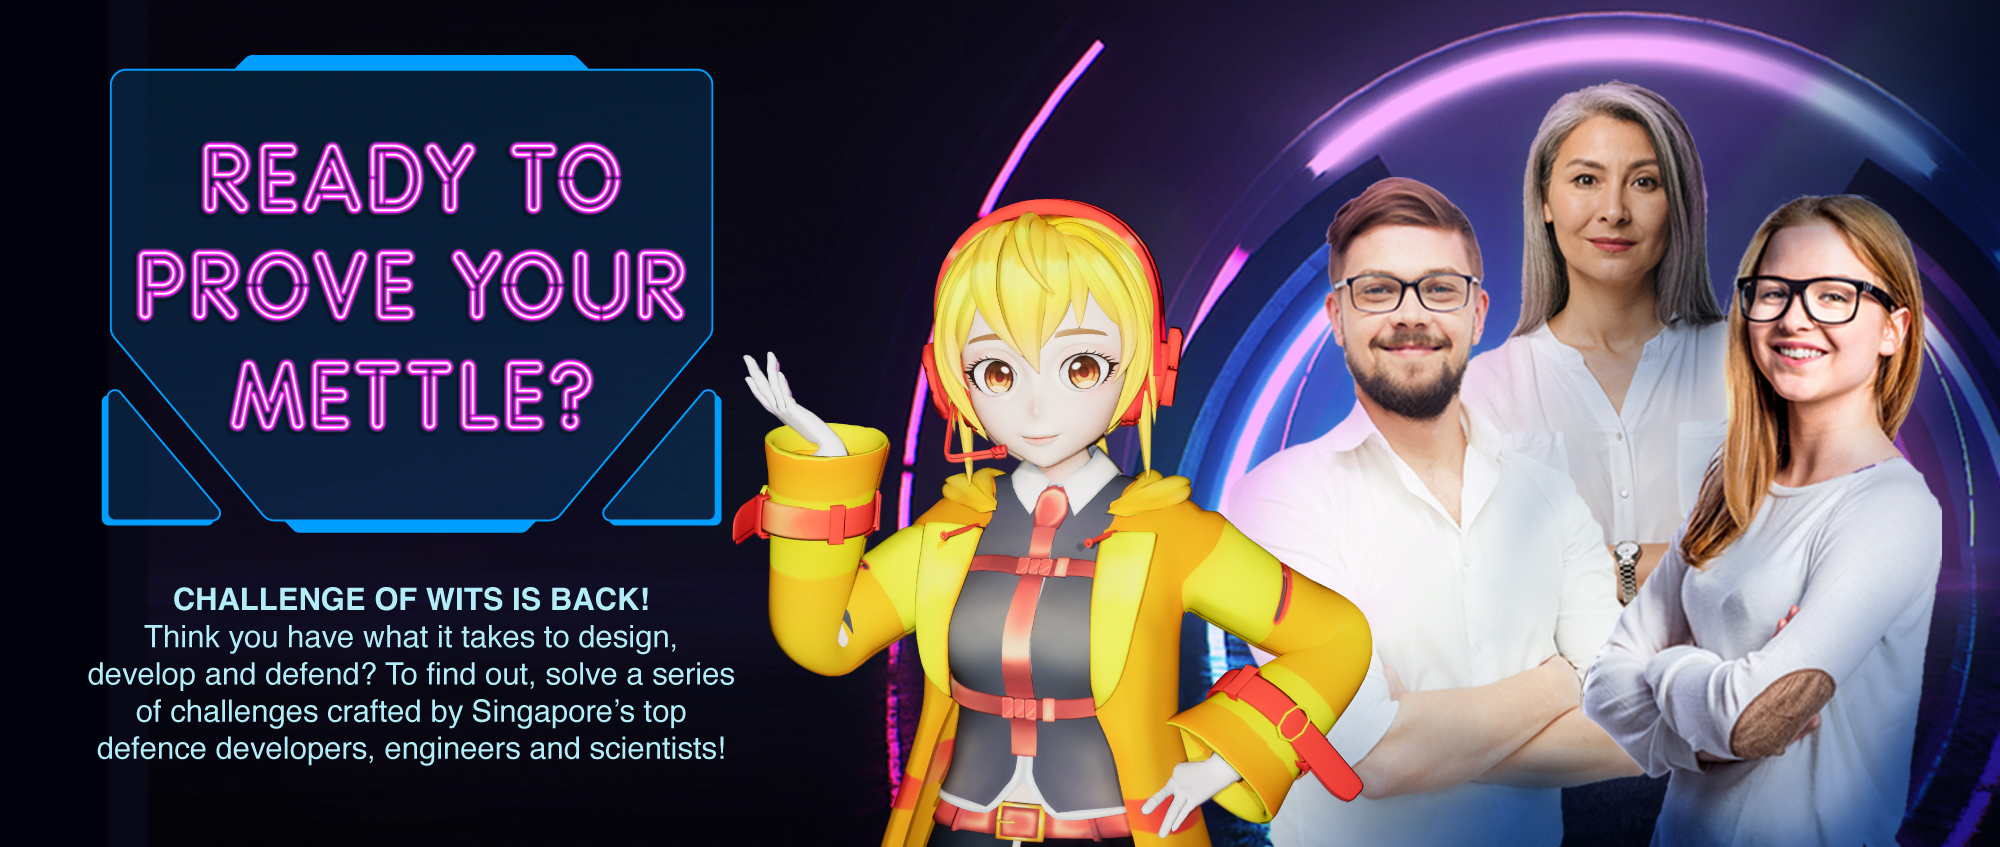 READY TO
PROVE YOUR
METTLE?
CHALLENGE OF WITS IS BACK!
Think you have what it takes to design,
develop and defend? To find out, solve a series
of challenges crafted by Singapore’s top
defence developers, engineers and scientists!